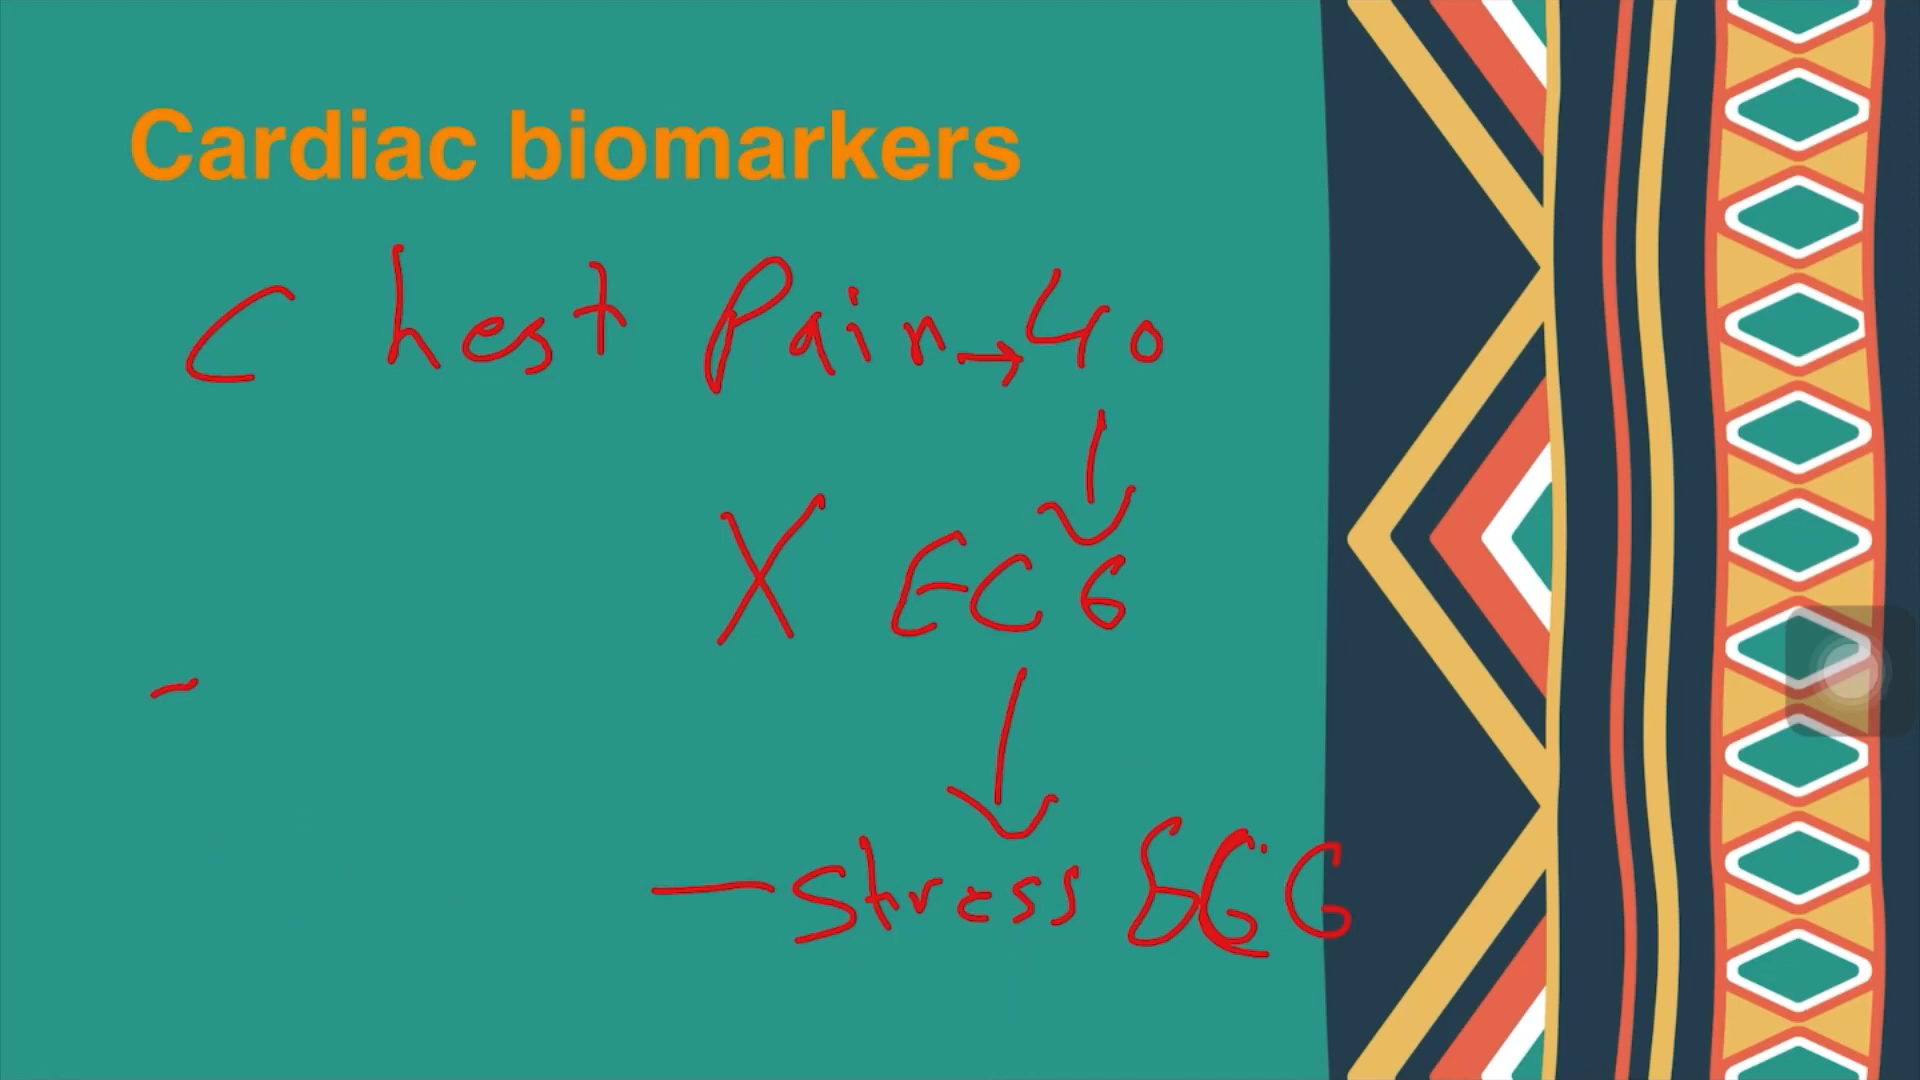 Cardiac biomarkers
Chest Pain → 40
X ECG
- Stress ECG